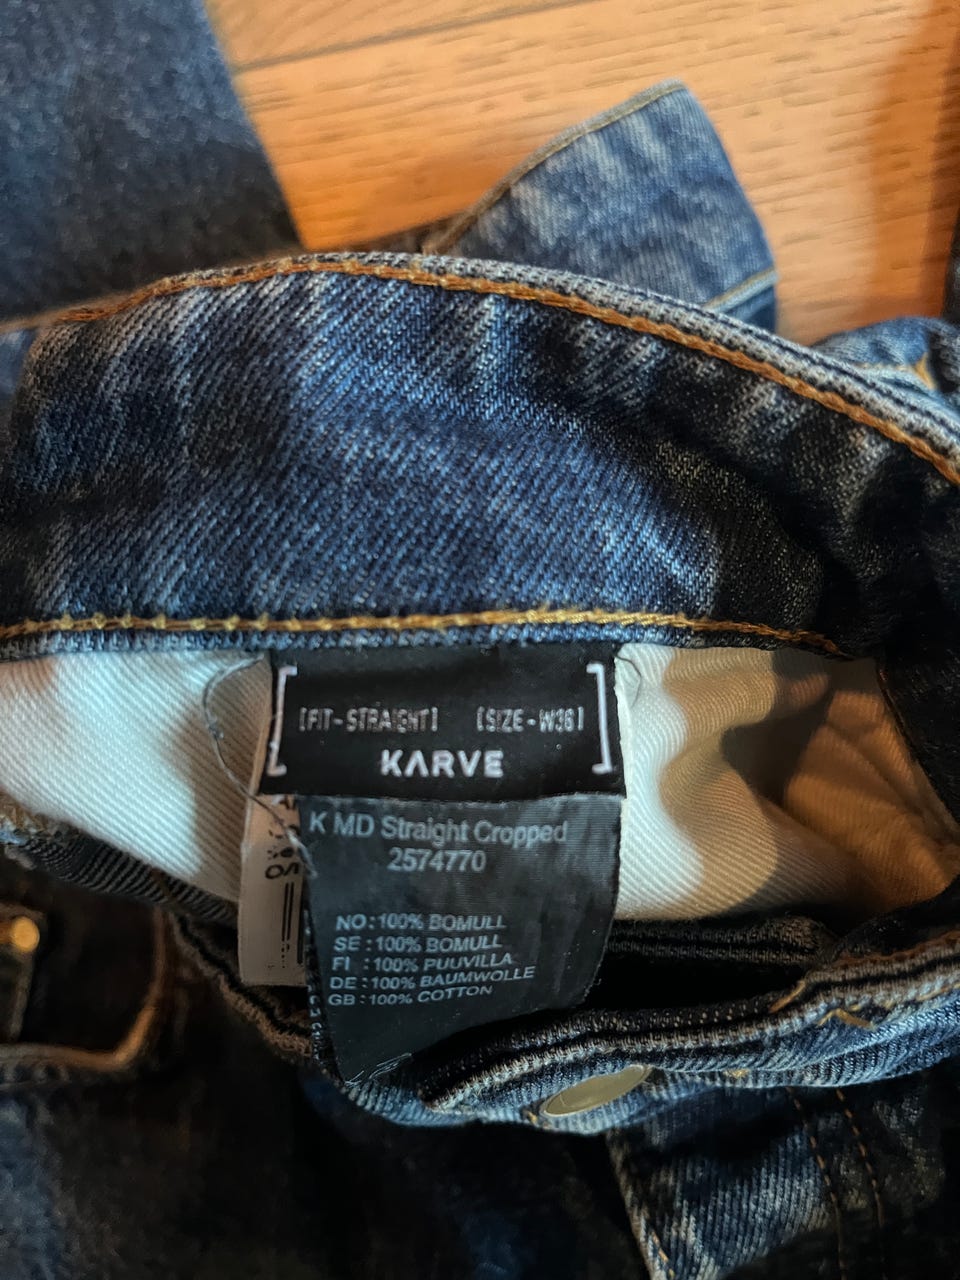 [FIT-STRAIGHT] [SIZE-W36]
KARVE
K MD Straight Cropped
2574770
NO:100% BOMULL
SE:100% BOMULL
FI :100% PUUVILLA
DE:100% BAUMWOLLE
GB:100% COTTON